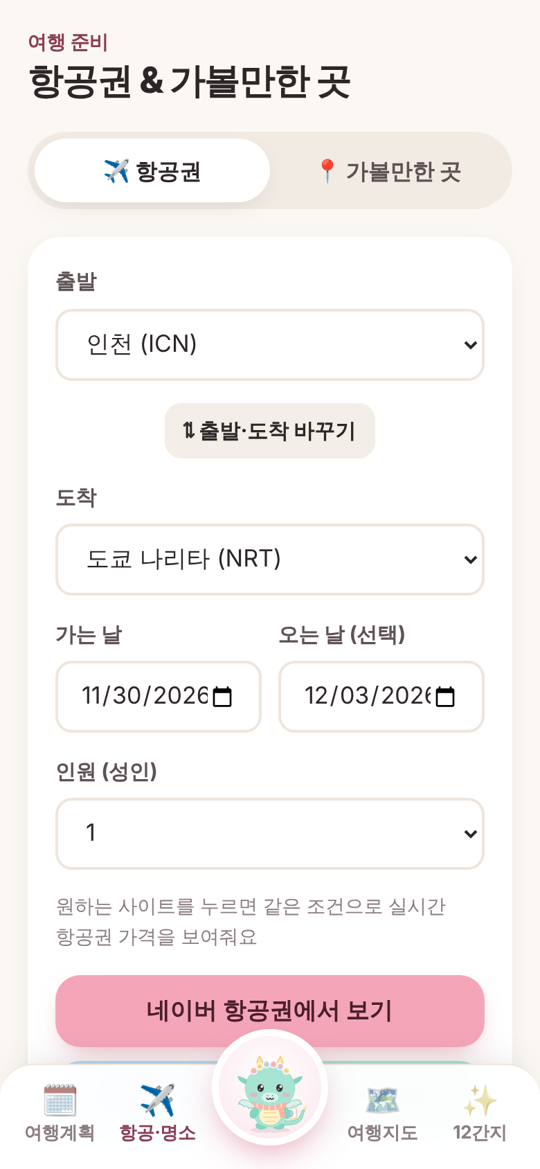 여행 준비
항공권 & 가볼만한 곳
✈️ 항공권
📍 가볼만한 곳
출발
인천 (ICN)
⇅ 출발·도착 바꾸기
도착
도쿄 나리타 (NRT)
가는 날
오는 날 (선택)
11/30/2026
12/03/2026
인원 (성인)
1
원하는 사이트를 누르면 같은 조건으로 실시간
항공권 가격을 보여줘요
네이버 항공권에서 보기
여행계획
항공·명소
여행지도
12간지